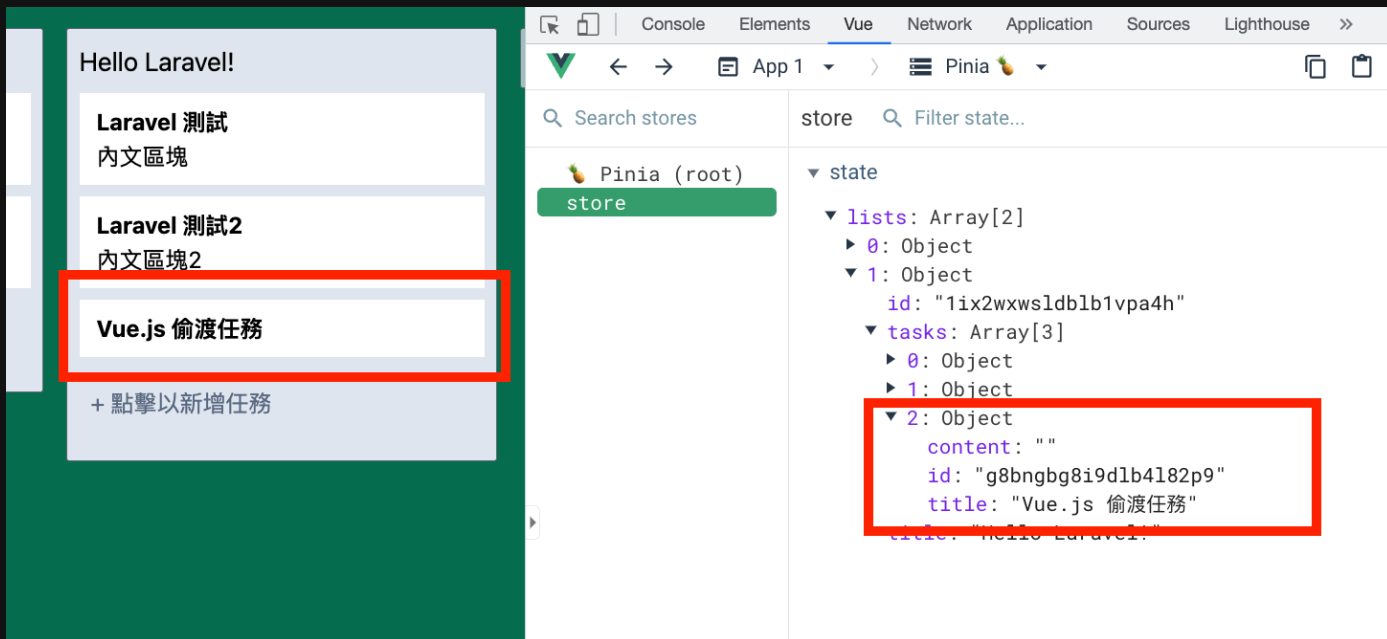 Hello Laravel!
Laravel 測試
內文區塊
Laravel 測試2
內文區塊2
Vue.js 偷渡任務
+ 點擊以新增任務
Console Elements Vue Network Application Sources Lighthouse »
App 1 Pinia 🍍
Search stores
store Filter state...
🍍 Pinia (root)
store
state
lists: Array[2]
0: Object
1: Object
id: "1ix2wxwsldblb1vpa4h"
tasks: Array[3]
0: Object
1: Object
2: Object
content: ""
id: "g8bngbg8i9dlb4l82p9"
title: "Vue.js 偷渡任務"
title: "Hello Laravel!"